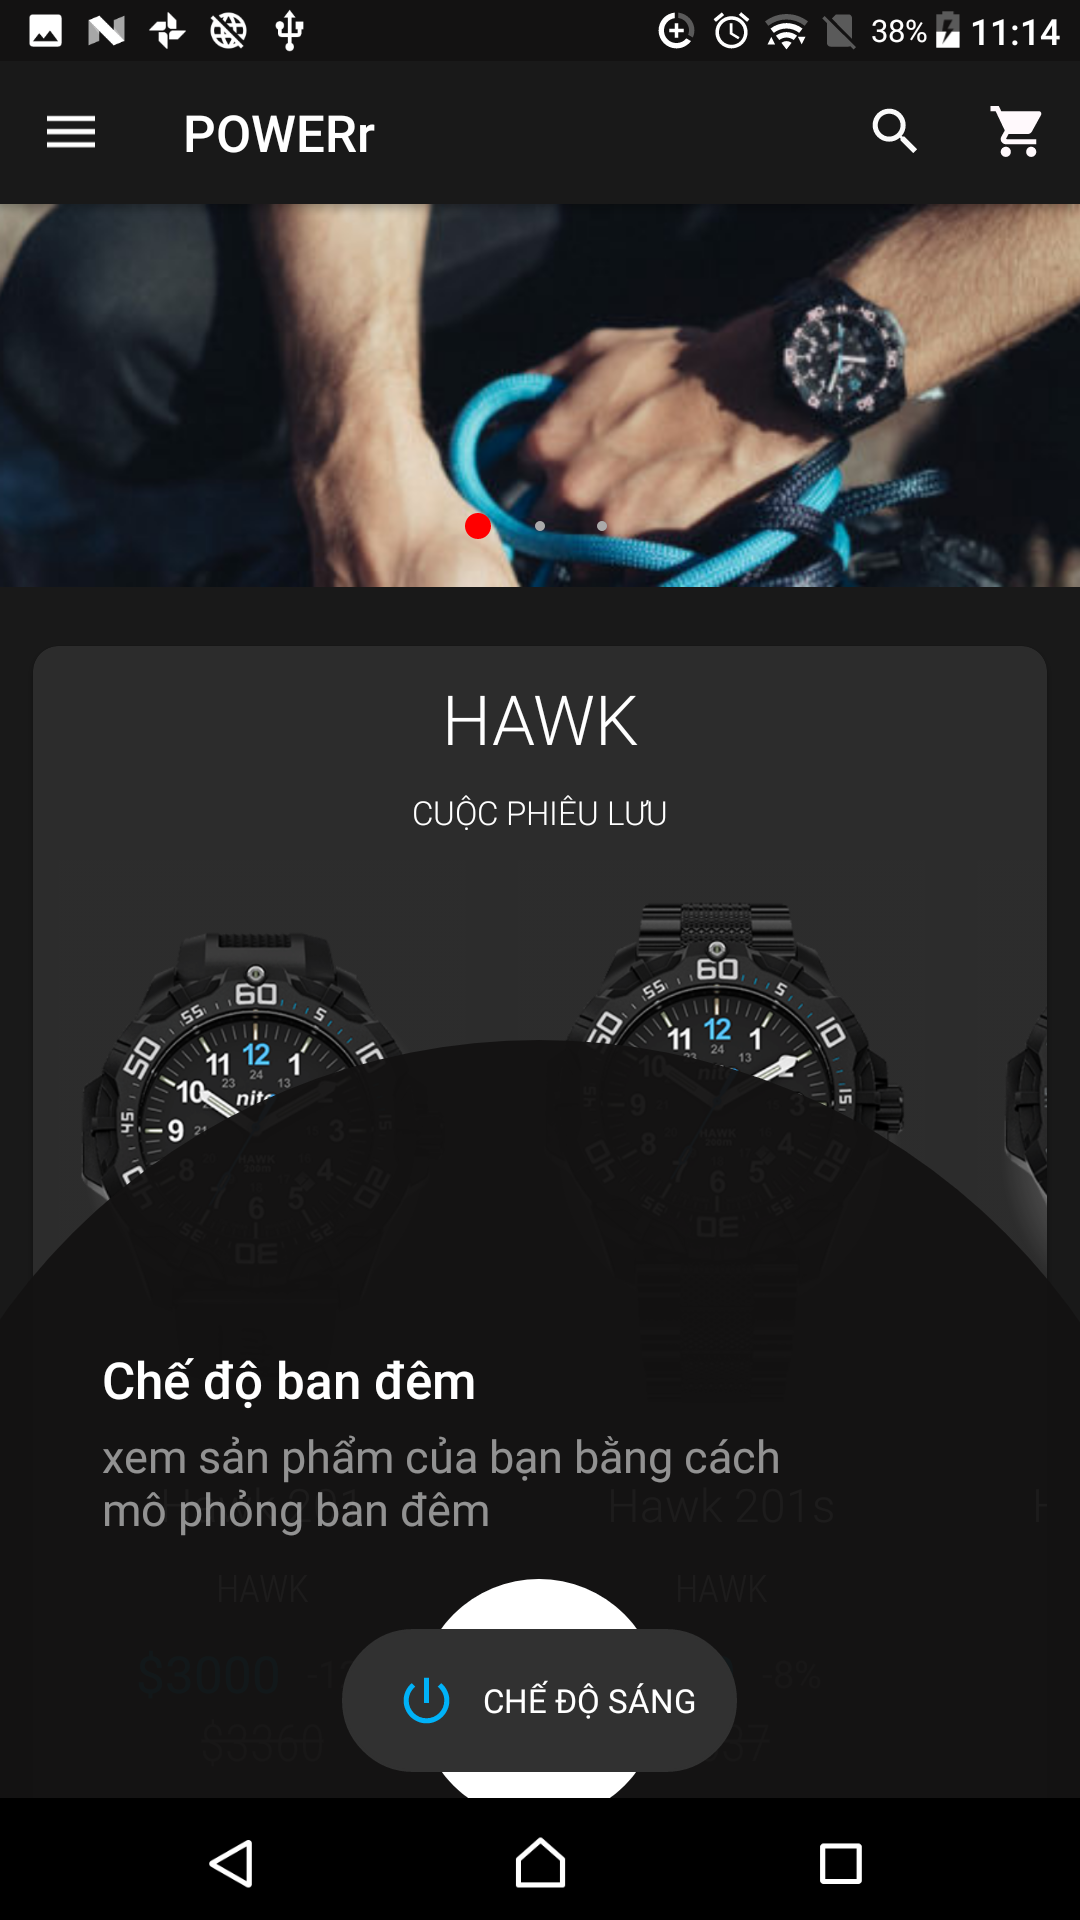 38% 11:14
POWERr
HAWK
CUỘC PHIÊU LƯU
Chế độ ban đêm
xem sản phẩm của bạn bằng cách
mô phỏng ban đêm
Hawk 201s
HAWK
HAWK
$3000
-8%
$3360
CHẾ ĐỘ SÁNG